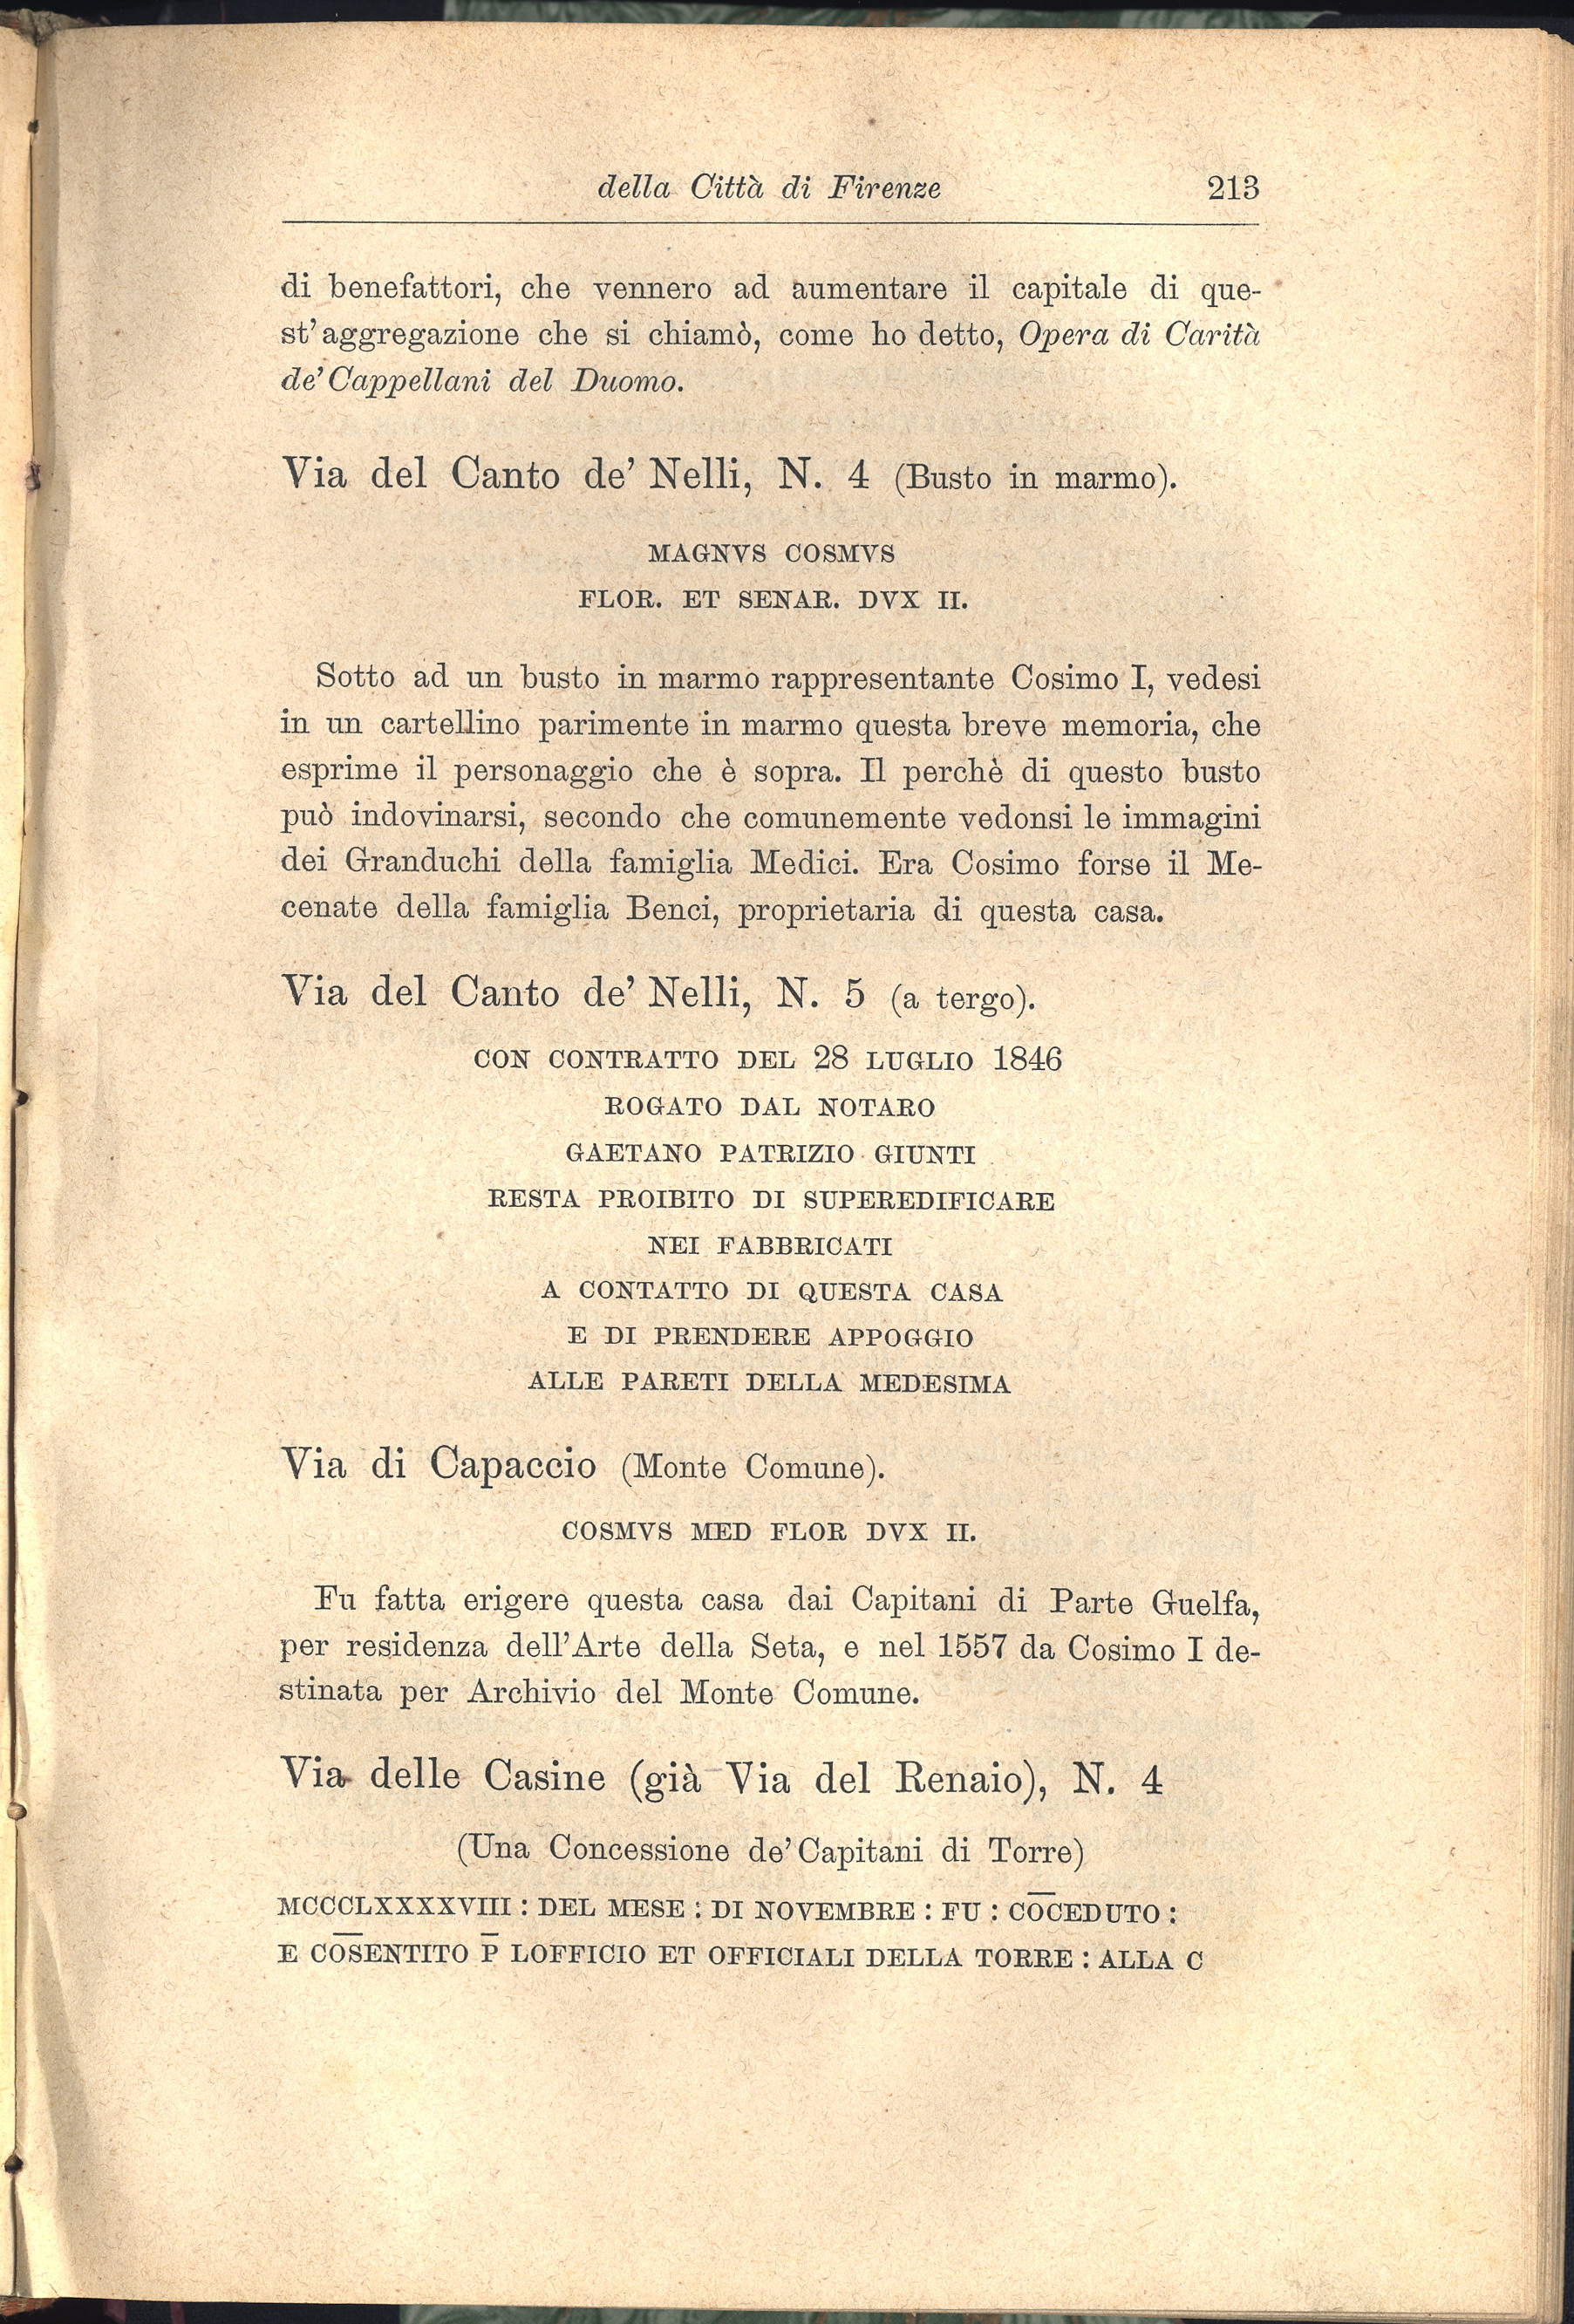 della Città di Firenze 213
di benefattori, che vennero ad aumentare il capitale di que-
st' aggregazione che si chiamò, come ho detto, Opera di Carità
de' Cappellani del Duomo.
Via del Canto de' Nelli, N. 4 (Busto in marmo).
MAGNVS COSMVS
FLOR. ET SENAR. DVX II.
Sotto ad un busto in marmo rappresentante Cosimo I, vedesi
in un cartellino parimente in marmo questa breve memoria, che
esprime il personaggio che è sopra. Il perchè di questo busto
può indovinarsi, secondo che comunemente vedonsi le immagini
dei Granduchi della famiglia Medici. Era Cosimo forse il Me-
cenate della famiglia Benci, proprietaria di questa casa.
Via del Canto de' Nelli, N. 5 (a tergo).
CON CONTRATTO DEL 28 LUGLIO 1846
ROGATO DAL NOTARO
GAETANO PATRIZIO GIUNTI
RESTA PROIBITO DI SUPEREDIFICARE
NEI FABBRICATI
A CONTATTO DI QUESTA CASA
E DI PRENDERE APPOGGIO
ALLE PARETI DELLA MEDESIMA
Via di Capaccio (Monte Comune).
COSMVS MED FLOR DVX II.
Fu fatta erigere questa casa dai Capitani di Parte Guelfa,
per residenza dell'Arte della Seta, e nel 1557 da Cosimo I de-
stinata per Archivio del Monte Comune.
Via delle Casine (già Via del Renaio), N. 4
(Una Concessione de' Capitani di Torre)
MCCCLXXXXVIII : DEL MESE : DI NOVEMBRE : FU : CO̅CEDUTO :
E CO̅SENTITO P̅ LOFFICIO ET OFFICIALI DELLA TORRE : ALLA C